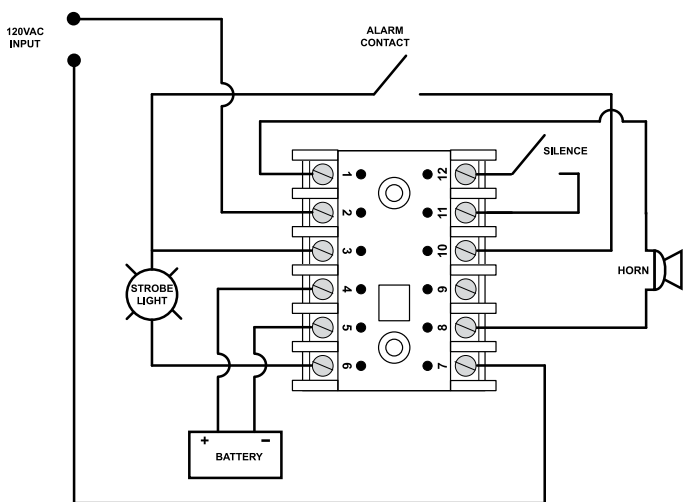 120VAC
INPUT
ALARM
CONTACT
SILENCE
1
12
2
11
3
10
STROBE
LIGHT
HORN
4
9
5
8
6
7
+ −
BATTERY